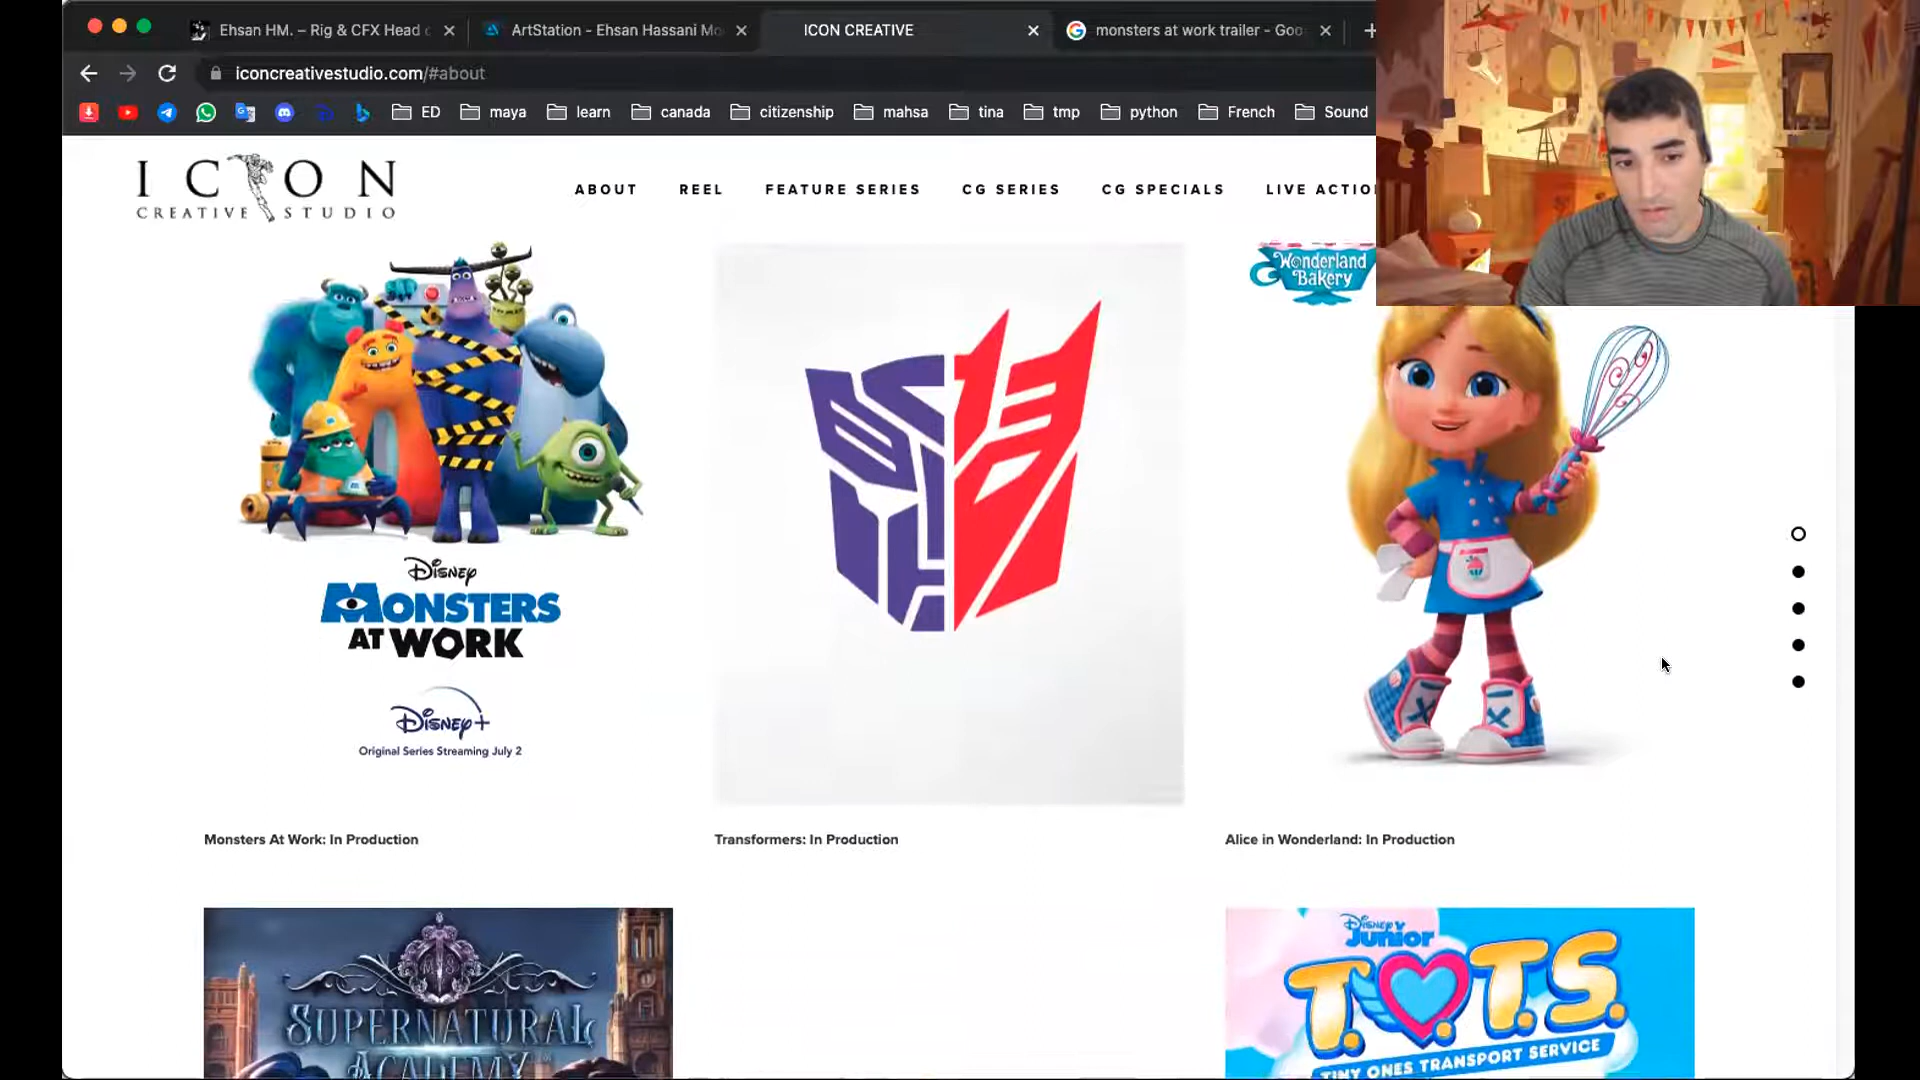 Ehsan HM. – Rig & CFX Head
ArtStation - Ehsan Hassani Mo
ICON CREATIVE
monsters at work trailer - Goo
iconcreativestudio.com/#about
ED
maya
learn
canada
citizenship
mahsa
tina
tmp
python
French
Sound
ICON
CREATIVE STUDIO
ABOUT
REEL
FEATURE SERIES
CG SERIES
CG SPECIALS
LIVE ACTION
Wonderland
Bakery
Disney
MONSTERS
AT WORK
Disney+
Original Series Streaming July 2
Monsters At Work: In Production
Transformers: In Production
Alice in Wonderland: In Production
SUPERNATURAL
ACADEMY
Disney
Junior
T.O.T.S.
TINY ONES TRANSPORT SERVICE